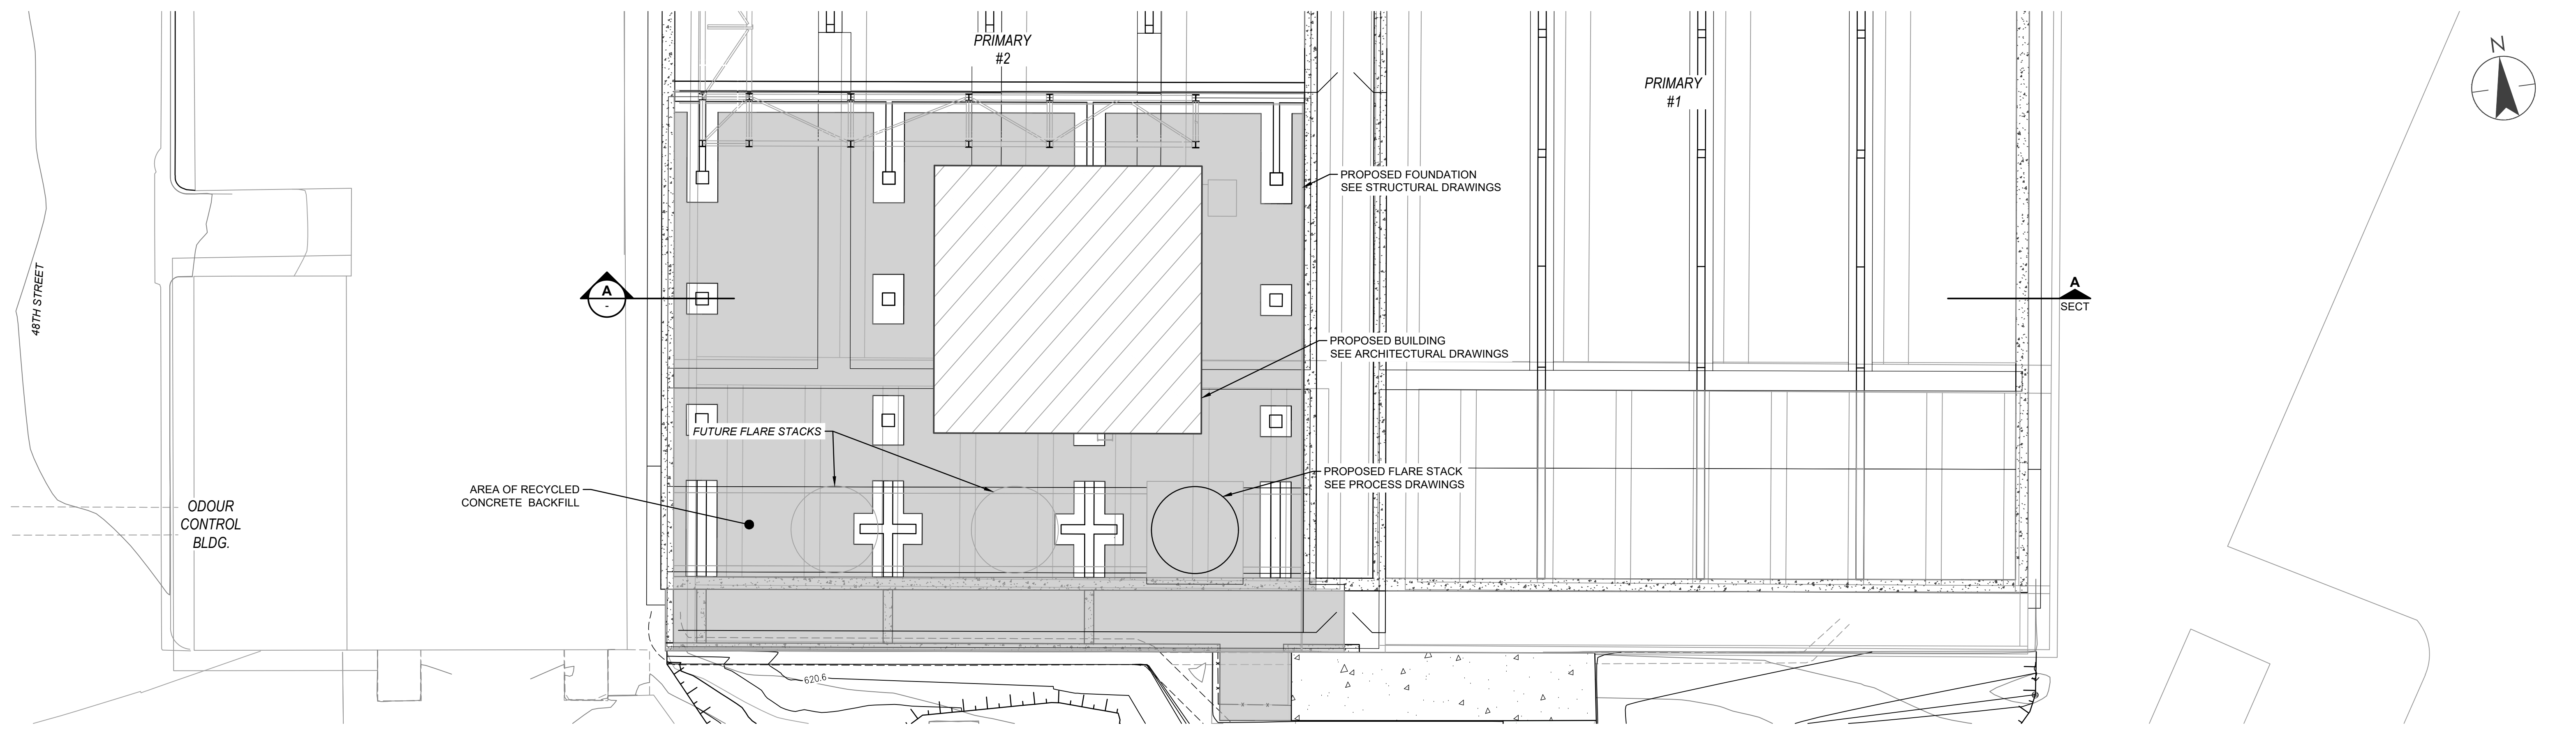 PRIMARY
#2
PRIMARY
#1
N
PROPOSED FOUNDATION
SEE STRUCTURAL DRAWINGS
48TH STREET
A
-
A
SECT
PROPOSED BUILDING
SEE ARCHITECTURAL DRAWINGS
FUTURE FLARE STACKS
PROPOSED FLARE STACK
SEE PROCESS DRAWINGS
AREA OF RECYCLED
CONCRETE BACKFILL
ODOUR
CONTROL
BLDG.
620.6